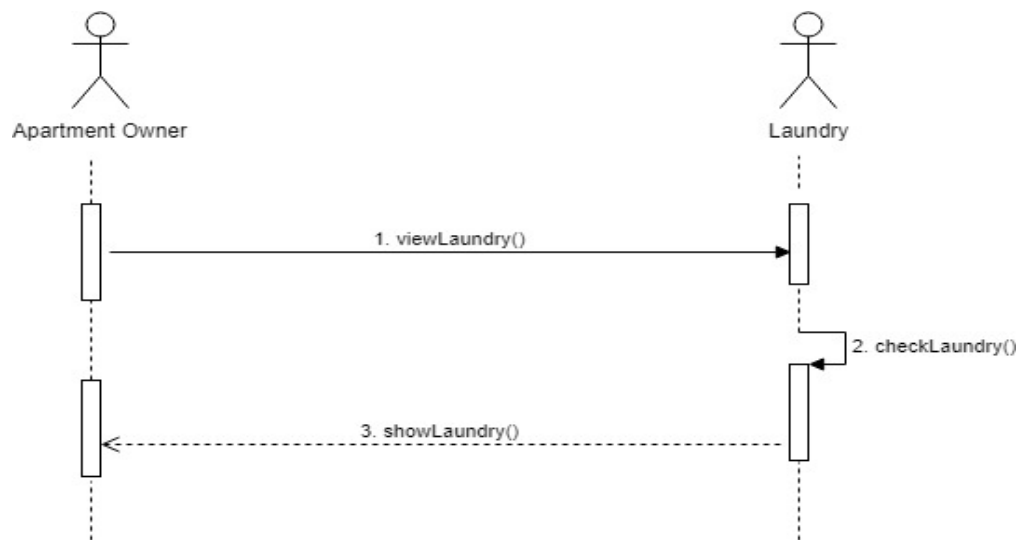 Apartment Owner
Laundry
1. viewLaundry()
2. checkLaundry()
3. showLaundry()